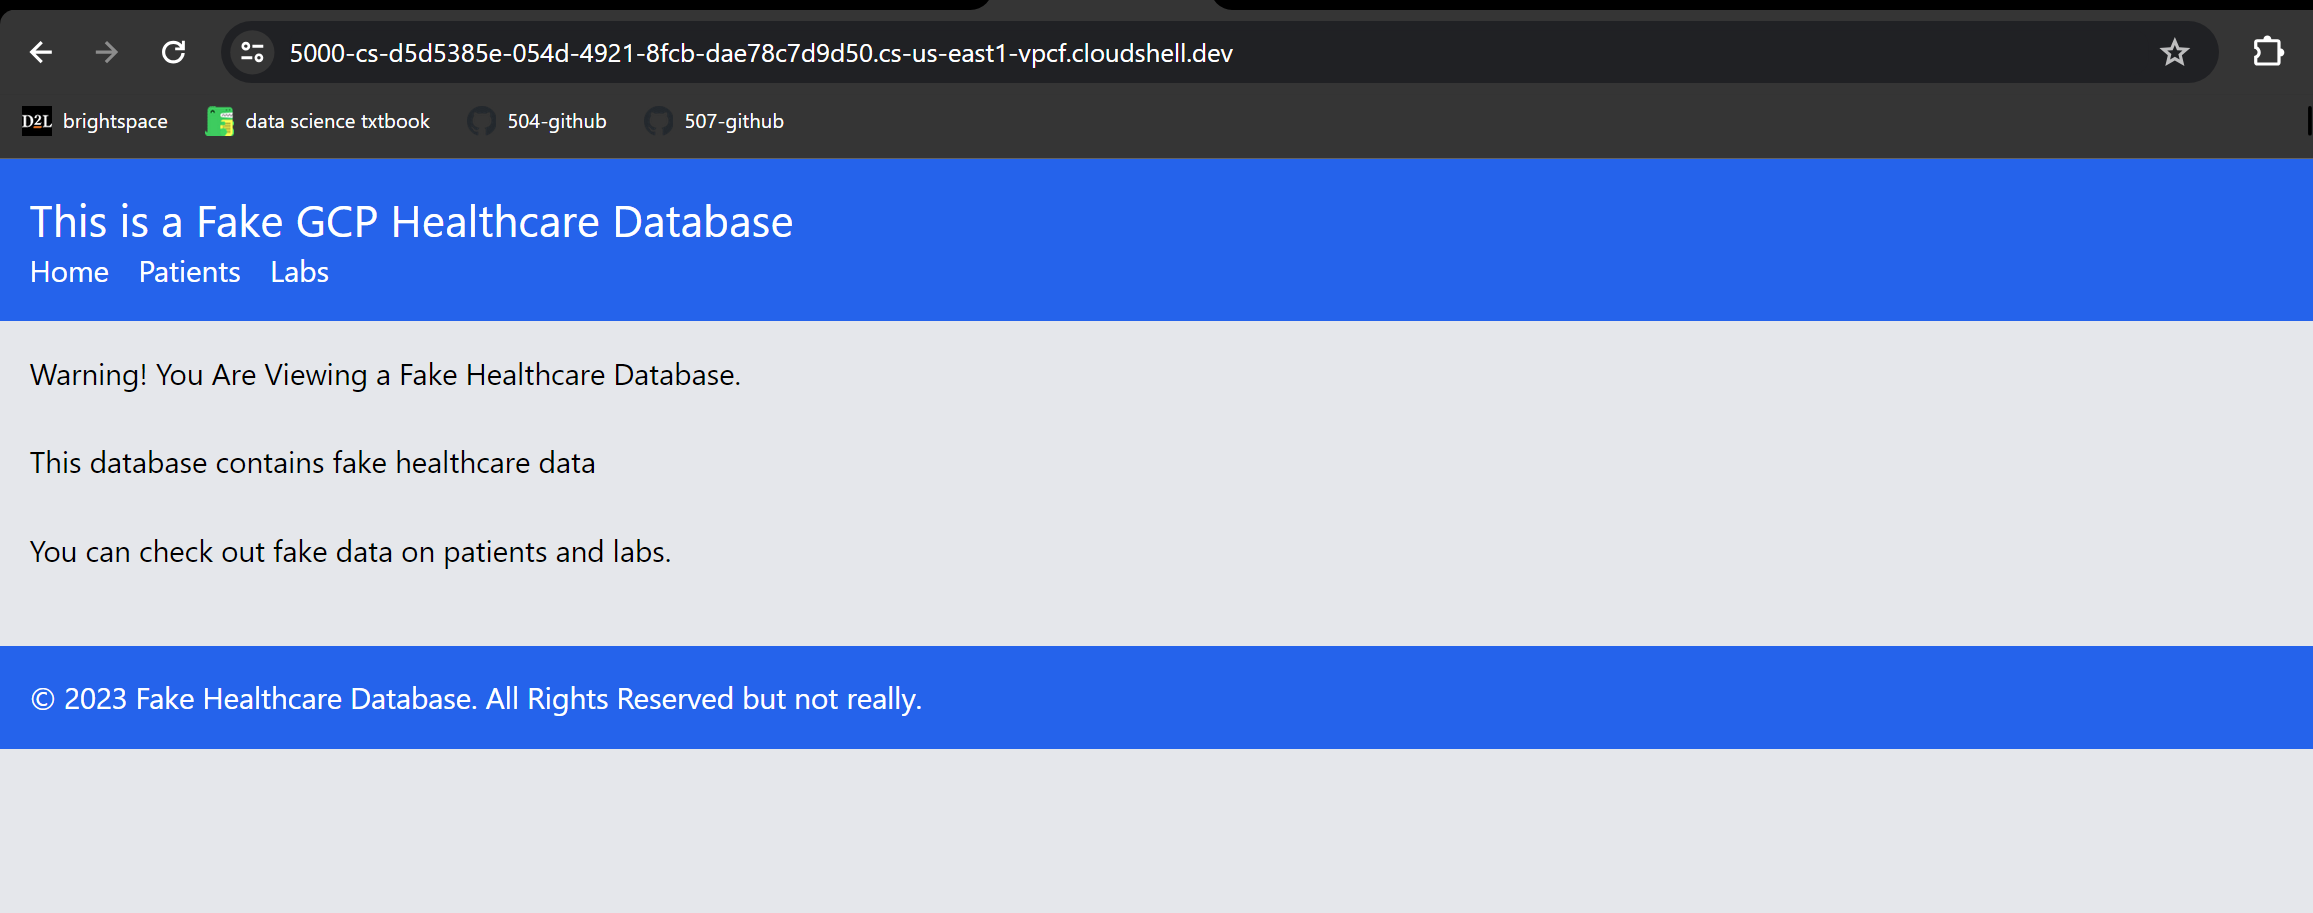 5000-cs-d5d5385e-054d-4921-8fcb-dae78c7d9d50.cs-us-east1-vpcf.cloudshell.dev
D2L brightspace data science txtbook 504-github 507-github
This is a Fake GCP Healthcare Database
Home Patients Labs
Warning! You Are Viewing a Fake Healthcare Database.
This database contains fake healthcare data
You can check out fake data on patients and labs.
© 2023 Fake Healthcare Database. All Rights Reserved but not really.